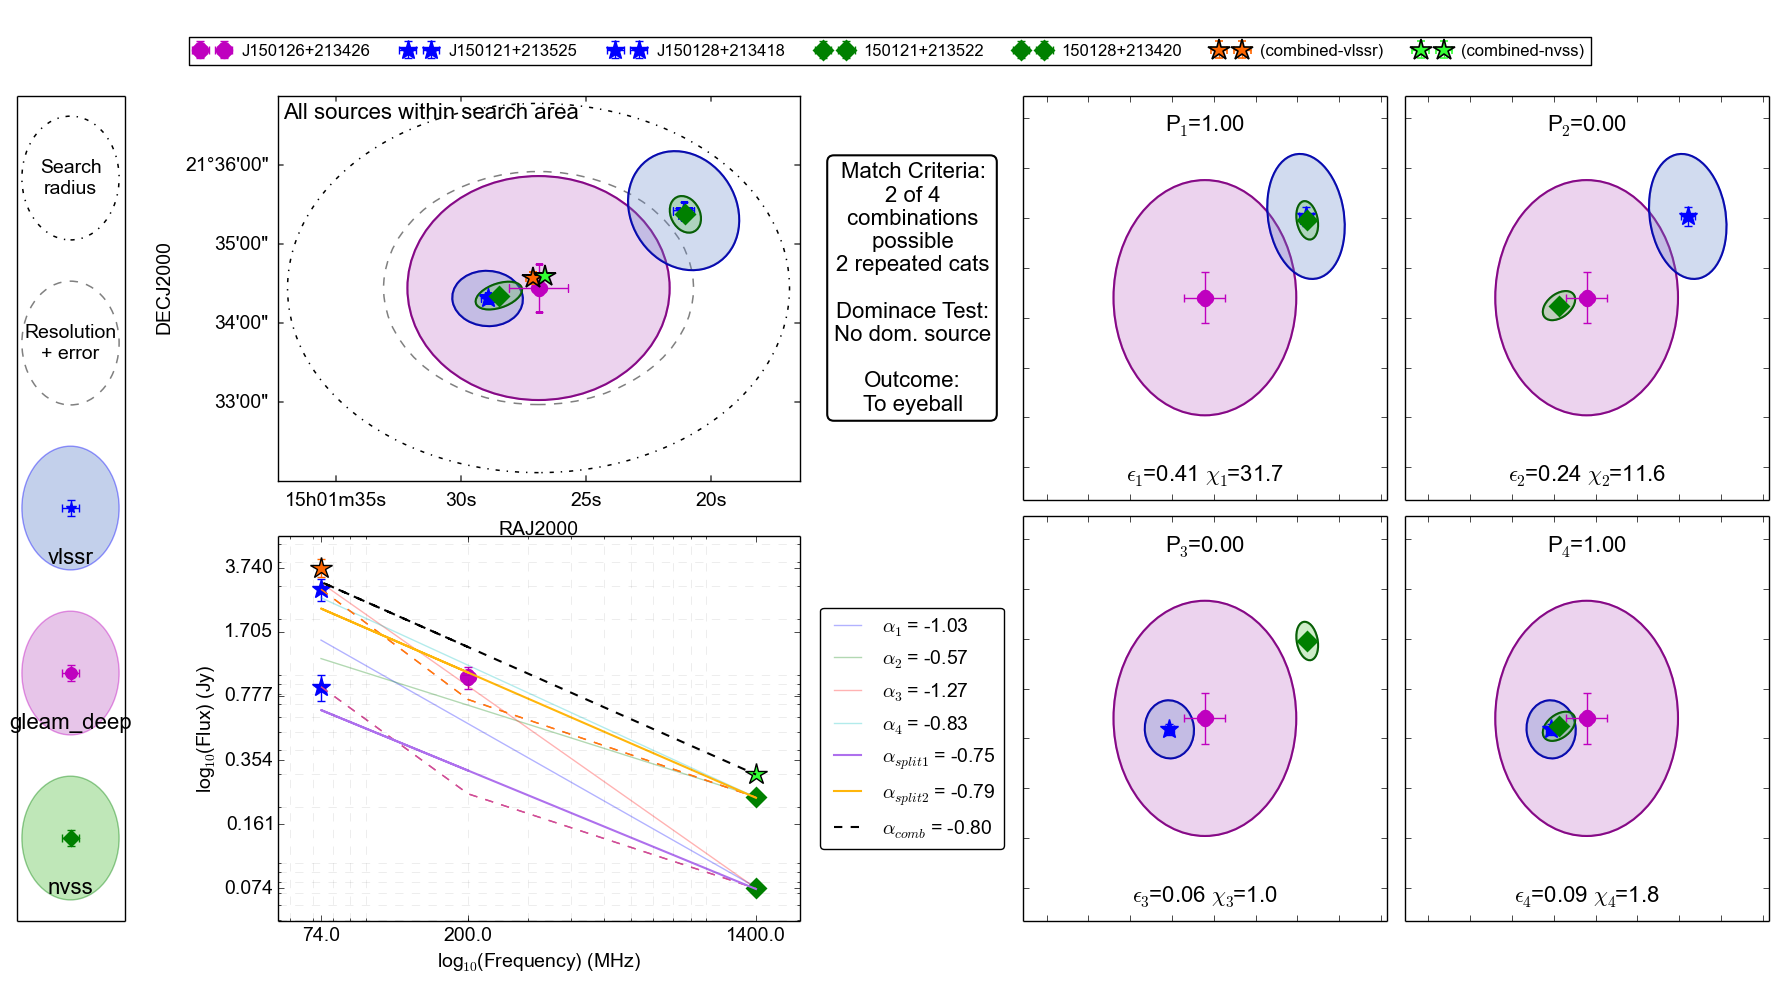 J150126+213426 J150121+213525 J150128+213418 150121+213522 150128+213420 (combined-vlssr) (combined-nvss)
Search
radius
Resolution
+ error
vlssr
gleam_deep
nvss
All sources within search area
DECJ2000
21°36'00"
35'00"
34'00"
33'00"
15h01m35s 30s 25s 20s
RAJ2000
Match Criteria:
2 of 4
combinations
possible
2 repeated cats
Dominace Test:
No dom. source
Outcome:
To eyeball
P₁=1.00
ϵ₁=0.41 χ₁=31.7
P₂=0.00
ϵ₂=0.24 χ₂=11.6
log₁₀(Flux) (Jy)
3.740
1.705
0.777
0.354
0.161
0.074
74.0 200.0 1400.0
log₁₀(Frequency) (MHz)
α₁ = -1.03
α₂ = -0.57
α₃ = -1.27
α₄ = -0.83
α_split1 = -0.75
α_split2 = -0.79
α_comb = -0.80
P₃=0.00
ϵ₃=0.06 χ₃=1.0
P₄=1.00
ϵ₄=0.09 χ₄=1.8